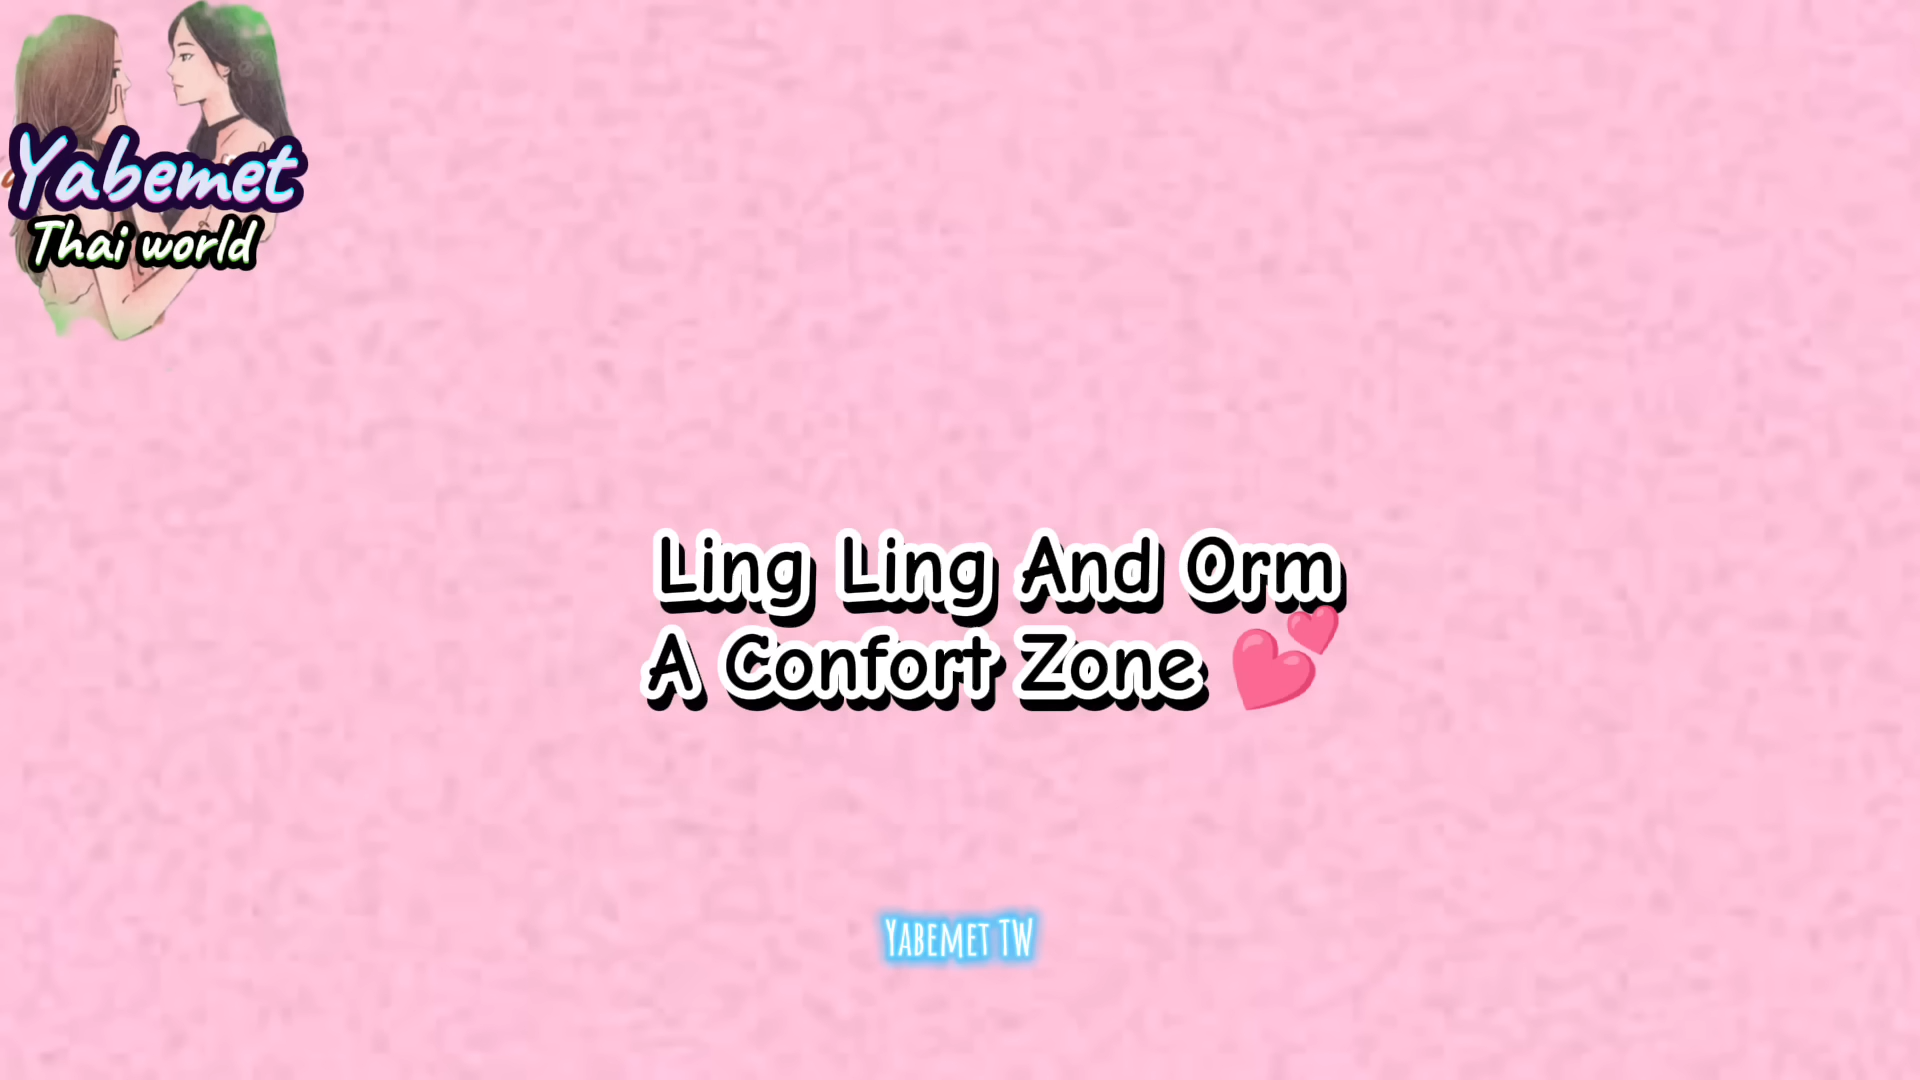 Yabemet
Thai world
Ling Ling And Orm
A Confort Zone 💕
Yabemet TW